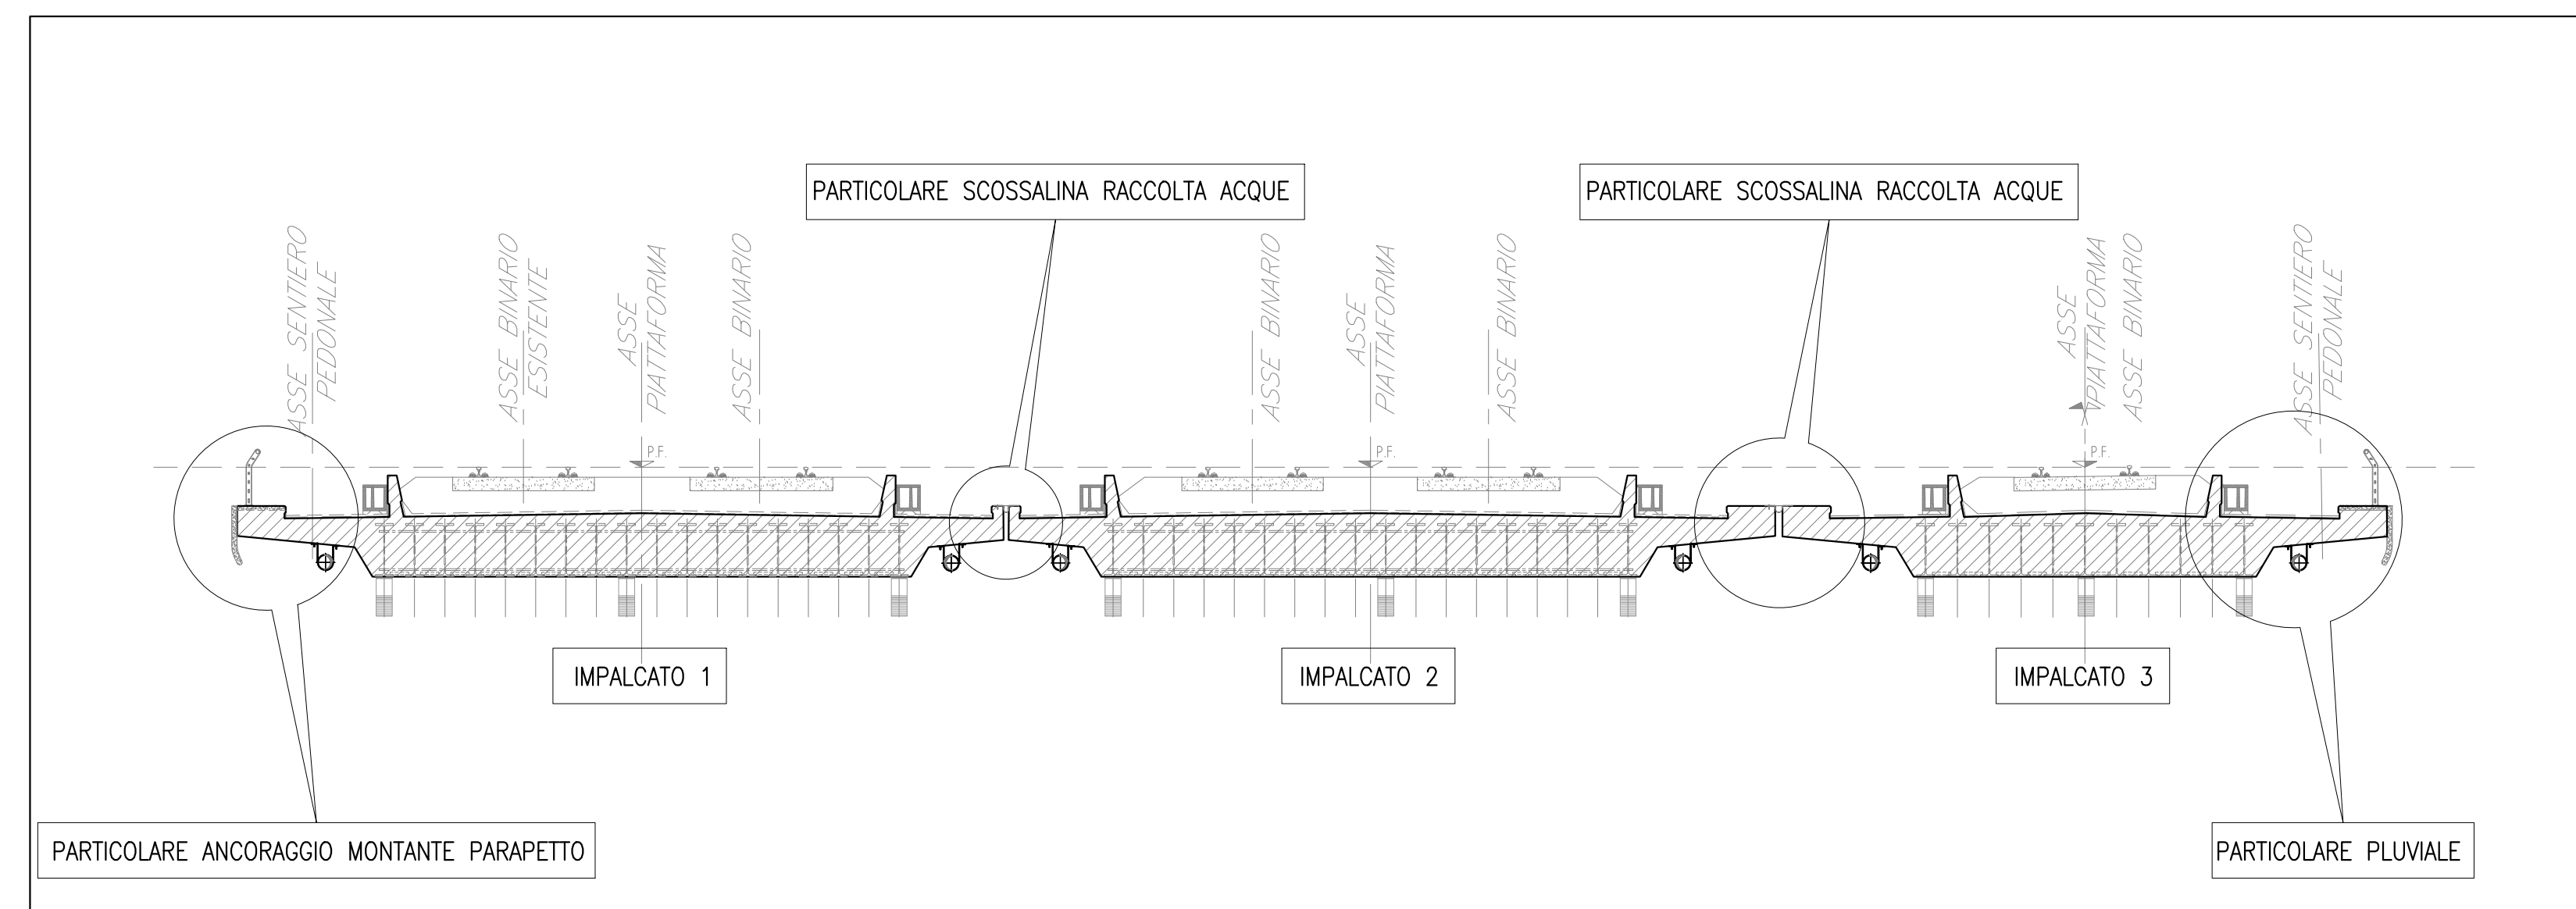 PARTICOLARE SCOSSALINA RACCOLTA ACQUE
PARTICOLARE SCOSSALINA RACCOLTA ACQUE
ASSE SENTIERO
PEDONALE
ASSE BINARIO
ESISTENTE
ASSE
PIATTAFORMA
ASSE BINARIO
ASSE BINARIO
ASSE
PIATTAFORMA
ASSE BINARIO
ASSE
PIATTAFORMA
ASSE BINARIO
ASSE SENTIERO
PEDONALE
P.F.
P.F.
P.F.
IMPALCATO 1
IMPALCATO 2
IMPALCATO 3
PARTICOLARE ANCORAGGIO MONTANTE PARAPETTO
PARTICOLARE PLUVIALE